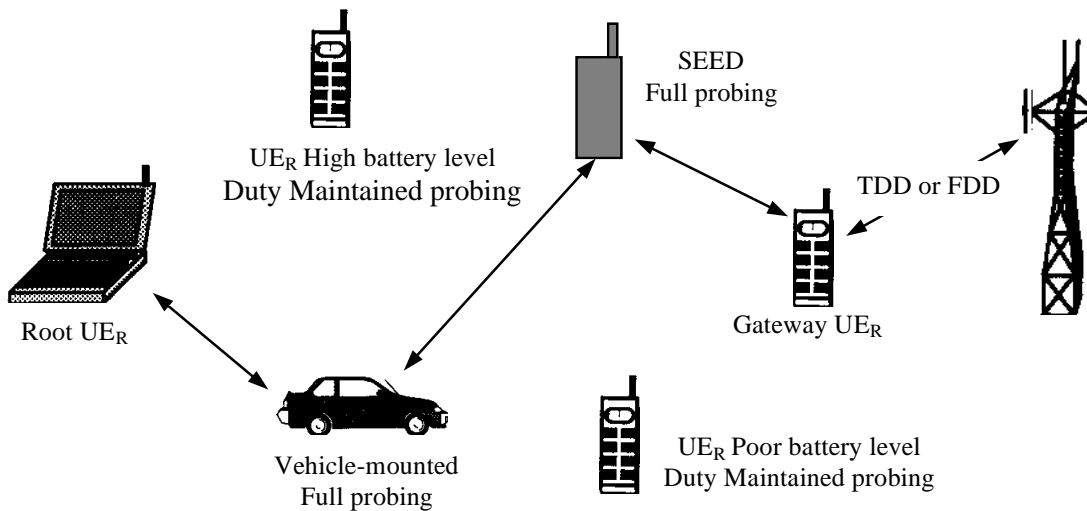 SEED
Full probing
UE_R High battery level
Duty Maintained probing
TDD or FDD
Root UE_R
Gateway UE_R
Vehicle-mounted
Full probing
UE_R Poor battery level
Duty Maintained probing